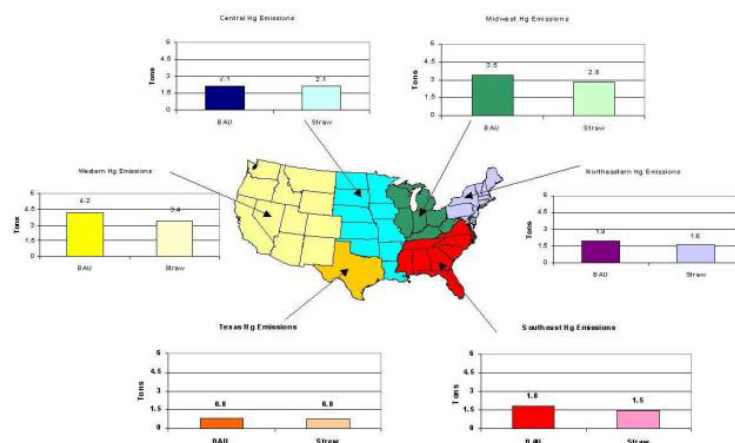 Central Hg Emissions
Tons
6
4.5
3
1.5
0
2.1
2.1
BAU
Straw
Midwest Hg Emissions
Tons
6
4.5
3
1.5
0
3.5
2.8
BAU
Straw
Western Hg Emissions
Tons
6
4.5
3
1.5
0
4.2
3.4
BAU
Straw
Northeastern Hg Emissions
Tons
6
4.5
3
1.5
0
1.9
1.6
BAU
Straw
Texas Hg Emissions
Tons
6
4.5
3
1.5
0
0.8
0.8
BAU
Straw
Southeast Hg Emissions
Tons
6
4.5
3
1.5
0
1.8
1.5
BAU
Straw